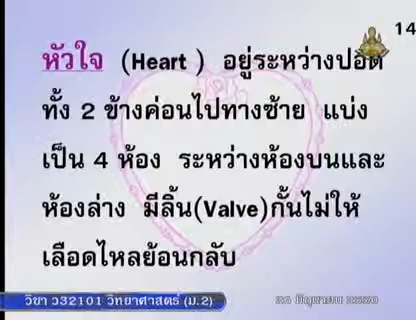 14
หัวใจ (Heart ) อยู่ระหว่างปอด
ทั้ง 2 ข้างค่อนไปทางซ้าย แบ่ง
เป็น 4 ห้อง ระหว่างห้องบนและ
ห้องล่าง มีลิ้น(Valve)กั้นไม่ให้
เลือดไหลย้อนกลับ
วิชา ว32101 วิทยาศาสตร์ (ม.2)